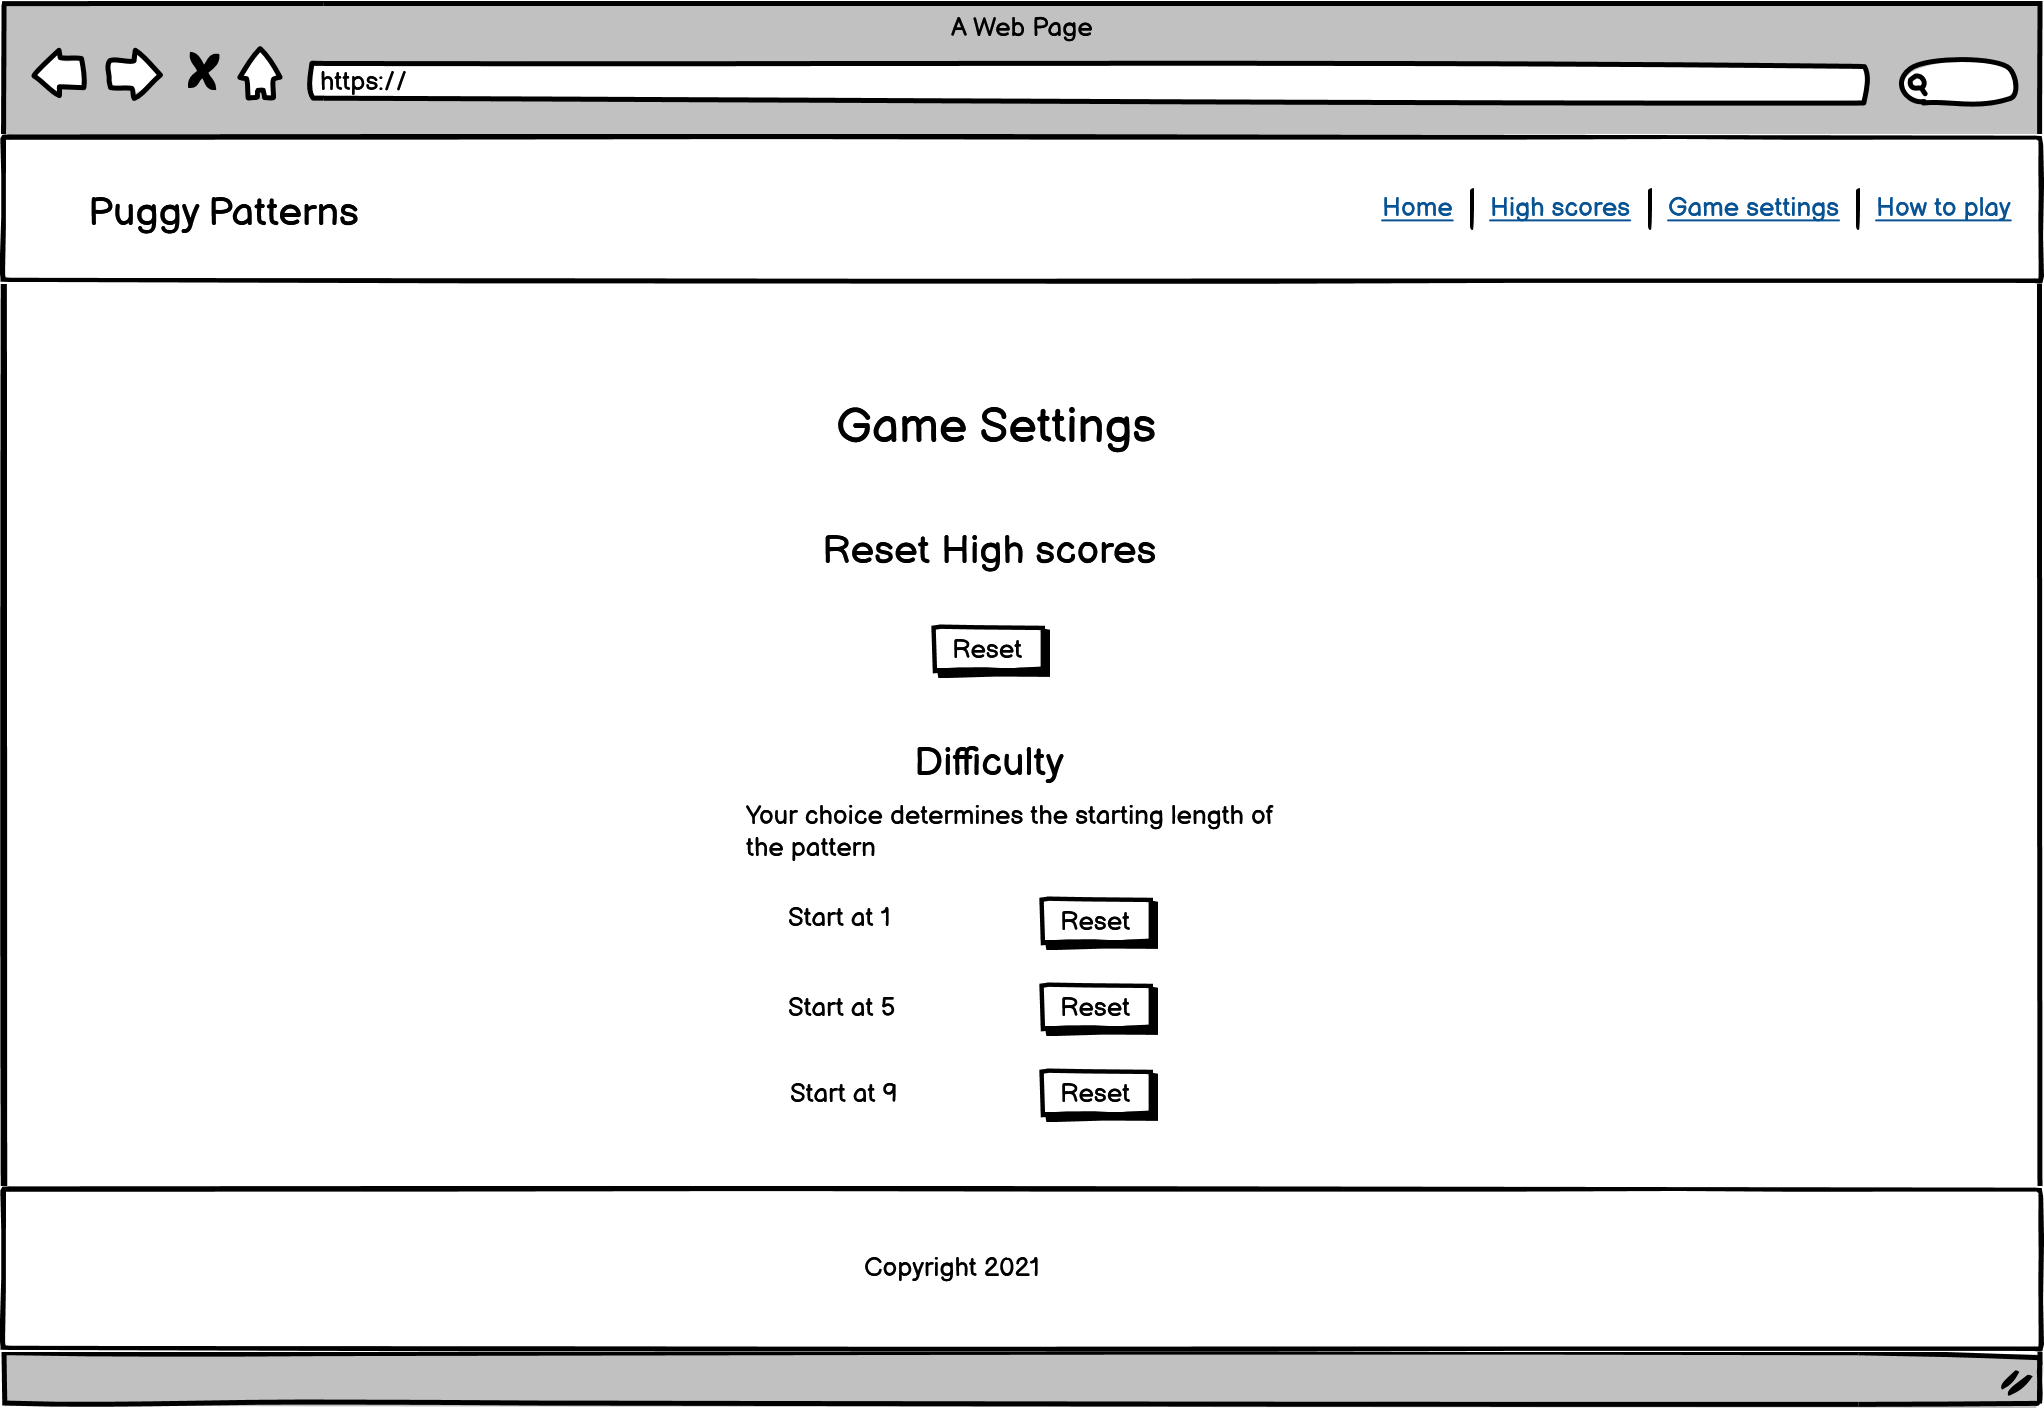 A Web Page
https://
Puggy Patterns
Home High scores Game settings How to play
Game Settings
Reset High scores
Reset
Difficulty
Your choice determines the starting length of
the pattern
Start at 1 Reset
Start at 5 Reset
Start at 9 Reset
Copyright 2021